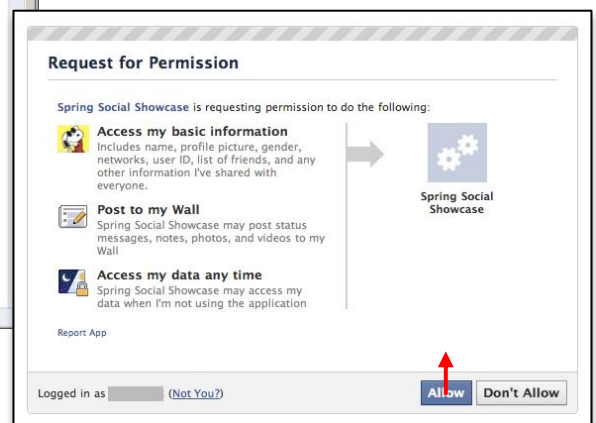 Request for Permission
Spring Social Showcase is requesting permission to do the following:
Access my basic information
Includes name, profile picture, gender,
networks, user ID, list of friends, and any
other information I've shared with
everyone.
Post to my Wall
Spring Social Showcase may post status
messages, notes, photos, and videos to my
Wall
Access my data any time
Spring Social Showcase may access my
data when I'm not using the application
Spring Social
Showcase
Report App
Logged in as (Not You?)
Allow Don't Allow